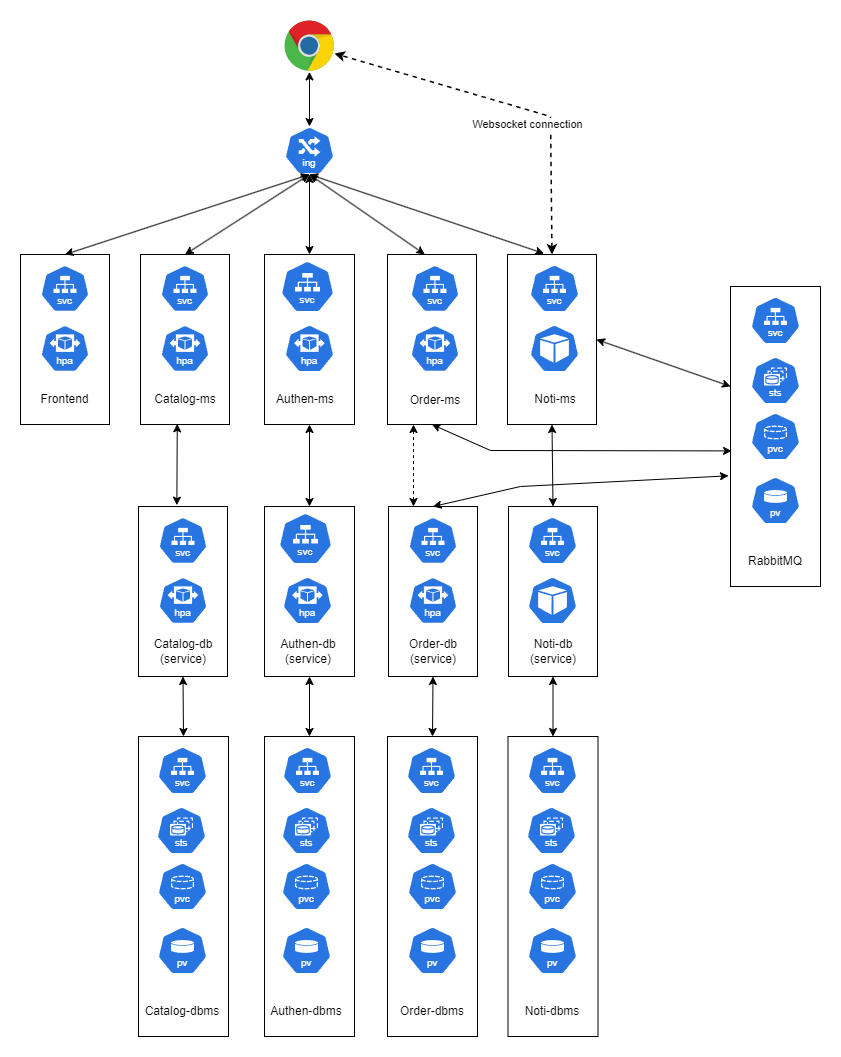 Websocket connection
ing
svc
hpa
Frontend
svc
hpa
Catalog-ms
svc
hpa
Authen-ms
svc
hpa
Order-ms
svc
Noti-ms
svc
sts
pvc
pv
RabbitMQ
svc
hpa
Catalog-db
(service)
svc
hpa
Authen-db
(service)
svc
hpa
Order-db
(service)
svc
Noti-db
(service)
svc
sts
pvc
pv
Catalog-dbms
svc
sts
pvc
pv
Authen-dbms
svc
sts
pvc
pv
Order-dbms
svc
sts
pvc
pv
Noti-dbms